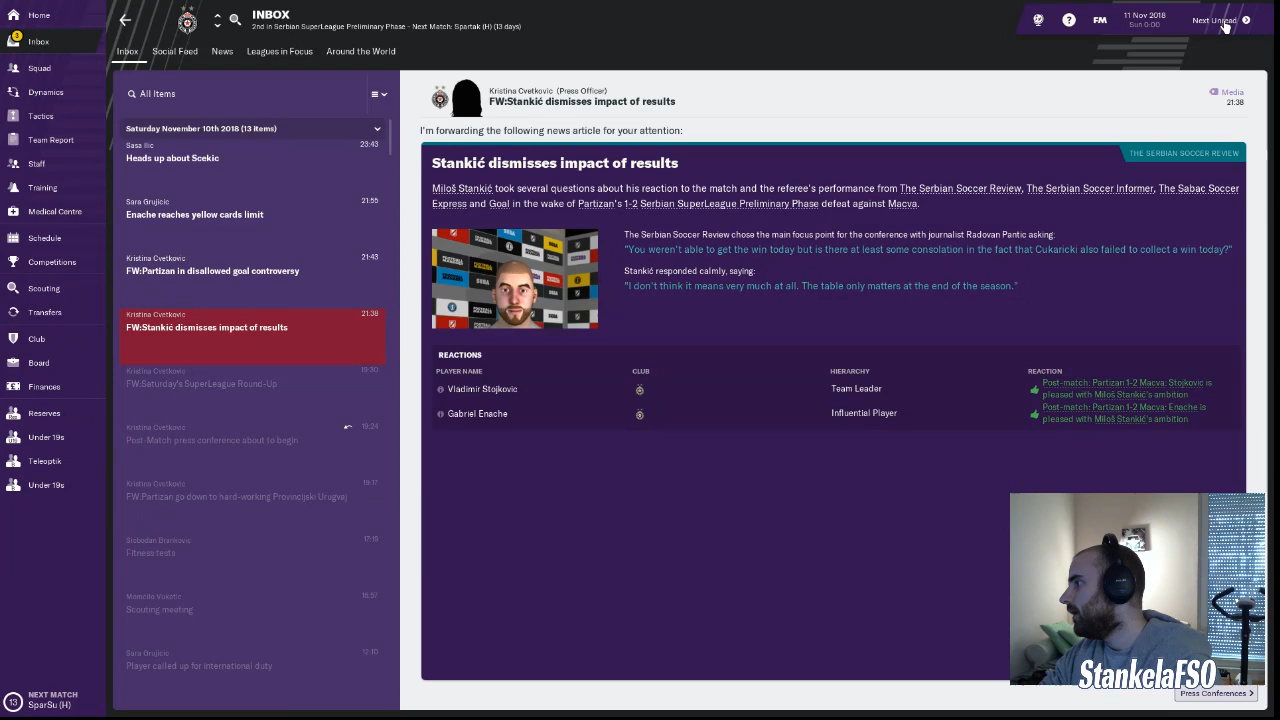 Home
3
Inbox
Squad
Dynamics
Tactics
Team Report
Staff
Training
Medical Centre
Schedule
Competitions
Scouting
Transfers
Club
Board
Finances
Reserves
Under 19s
Teleoptik
Under 19s
13
NEXT MATCH
SparSu (H)
INBOX
2nd in Serbian SuperLeague Preliminary Phase - Next Match: Spartak (H) (13 days)
? FM
11 Nov 2018
Sun 0:00
Next Unread
Inbox Social Feed News Leagues in Focus Around the World
All Items
Saturday November 10th 2018 (13 items)
Sasa Ilic 23:43
Heads up about Scekic
Sara Grujicic 21:55
Enache reaches yellow cards limit
Kristina Cvetkovic 21:43
FW:Partizan in disallowed goal controversy
Kristina Cvetkovic 21:38
FW:Stankić dismisses impact of results
Kristina Cvetkovic 19:30
FW:Saturday's SuperLeague Round-Up
Kristina Cvetkovic 19:24
Post-Match press conference about to begin
Kristina Cvetkovic 19:17
FW:Partizan go down to hard-working Provincijski Urugvaj
Slobodan Brankovic 17:19
Fitness tests
Momcilo Vukotic 16:57
Scouting meeting
Sara Grujicic 12:10
Player called up for international duty
Kristina Cvetkovic (Press Officer)
FW:Stankić dismisses impact of results
Media
21:38
I'm forwarding the following news article for your attention:
THE SERBIAN SOCCER REVIEW
Stankić dismisses impact of results
Miloš Stankić took several questions about his reaction to the match and the referee's performance from The Serbian Soccer Review, The Serbian Soccer Informer, The Sabac Soccer
Express and Goal in the wake of Partizan's 1-2 Serbian SuperLeague Preliminary Phase defeat against Macva.
The Serbian Soccer Review chose the main focus point for the conference with journalist Radovan Pantic asking:
"You weren't able to get the win today but is there at least some consolation in the fact that Cukaricki also failed to collect a win today?"
Stankić responded calmly, saying:
"I don't think it means very much at all. The table only matters at the end of the season."
REACTIONS
PLAYER NAME CLUB HIERARCHY REACTION
Vladimir Stojkovic Team Leader Post-match: Partizan 1-2 Macva: Stojkovic is
pleased with Miloš Stankić's ambition
Gabriel Enache Influential Player Post-match: Partizan 1-2 Macva: Enache is
pleased with Miloš Stankić's ambition
StankelaFSO
Press Conferences